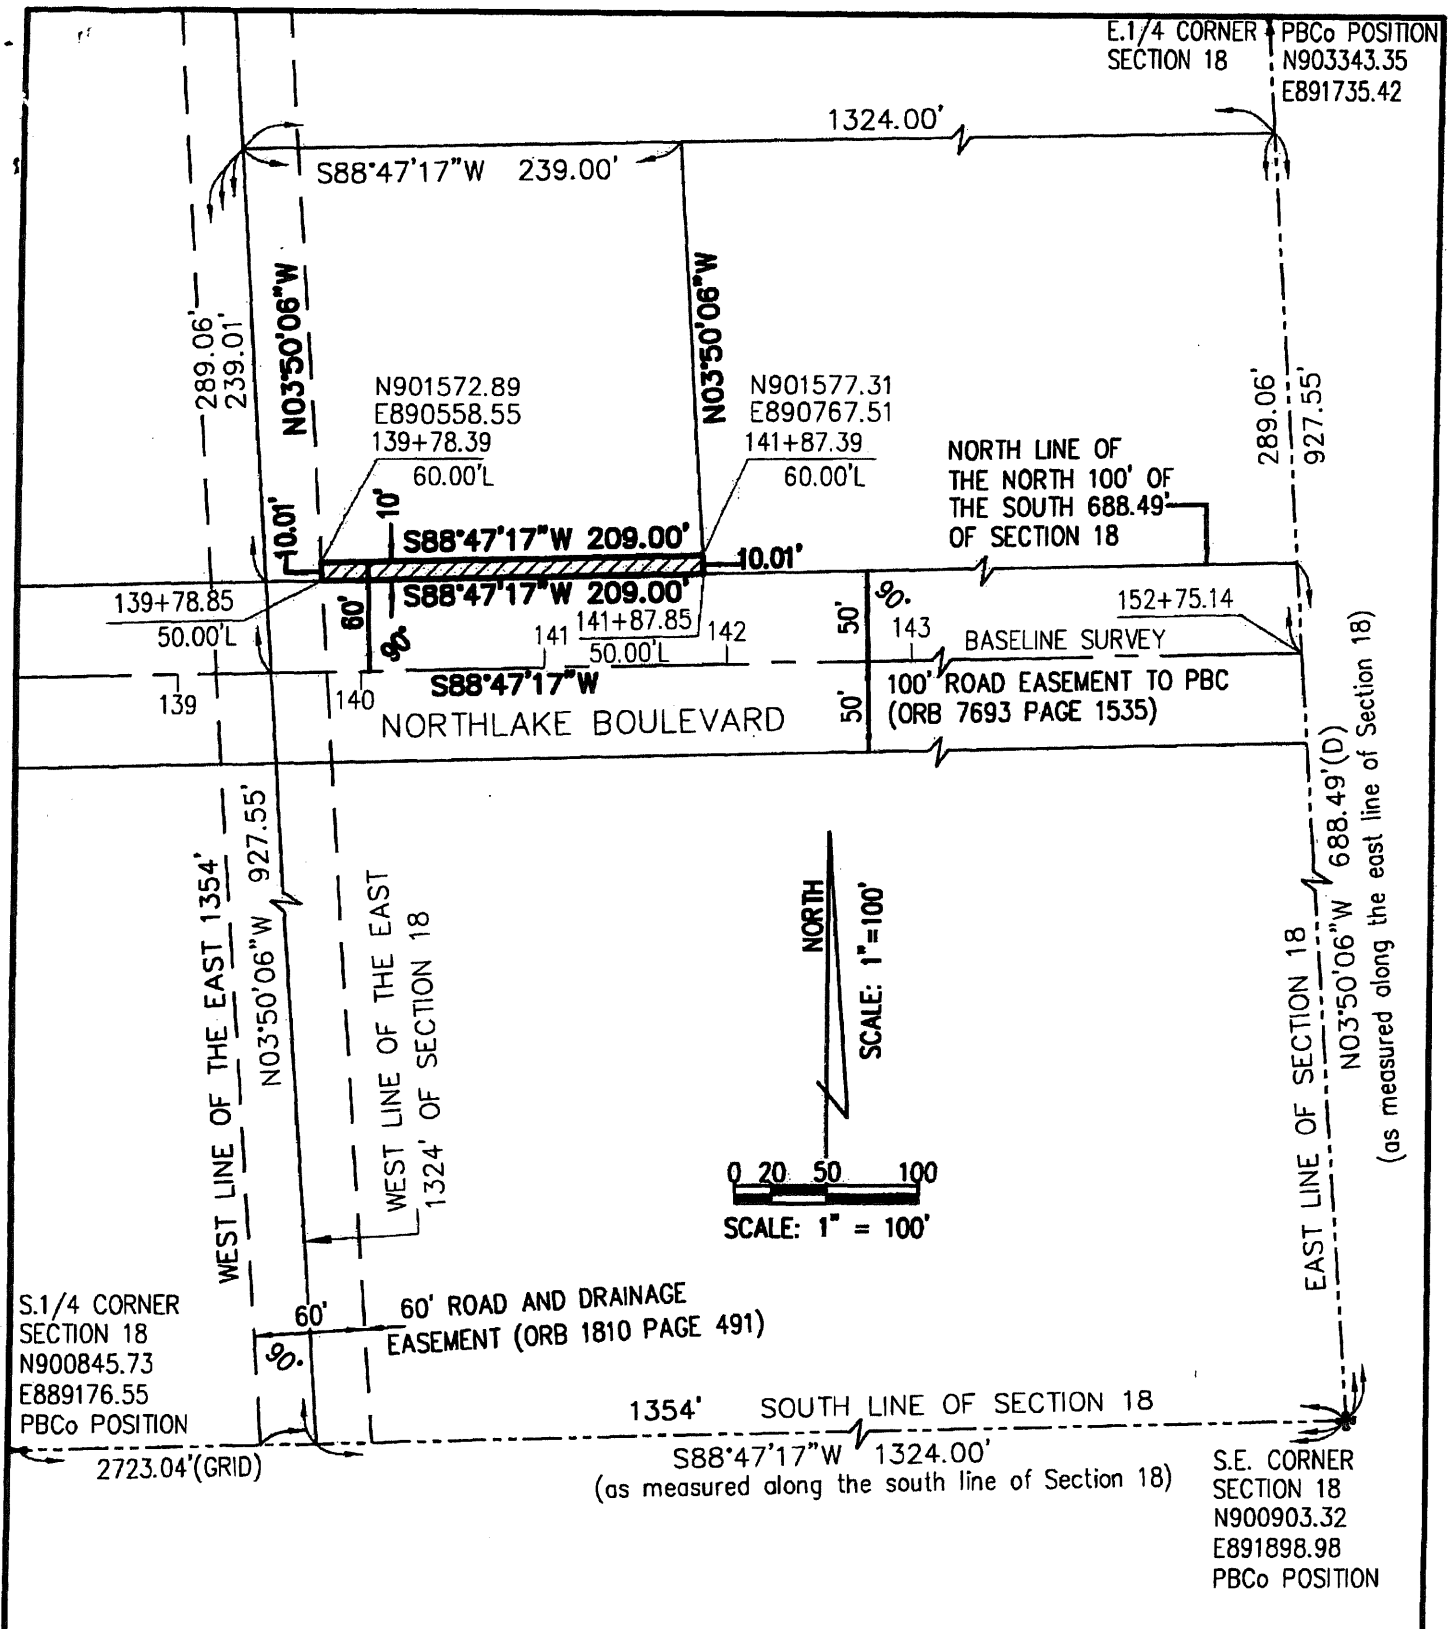 E.1/4 CORNER
SECTION 18
PBCo POSITION
N903343.35
E891735.42
1324.00'
S88°47'17"W 239.00'
289.06'
239.01'
N03°50'06"W
N03°50'06"W
N901572.89
E890558.55
139+78.39
60.00'L
N901577.31
E890767.51
141+87.39
60.00'L
289.06'
927.55'
NORTH LINE OF
THE NORTH 100' OF
THE SOUTH 688.49'
OF SECTION 18
10.01'
10'
S88°47'17"W 209.00'
10.01'
S88°47'17"W 209.00'
139+78.85
50.00'L
60'
90°
141
141+87.85
50.00'L
142
50'
90°
143
152+75.14
BASELINE SURVEY
139
140
S88°47'17"W
NORTHLAKE BOULEVARD
50'
100' ROAD EASEMENT TO PBC
(ORB 7693 PAGE 1535)
WEST LINE OF THE EAST 1354'
N03°50'06"W 927.55'
WEST LINE OF THE EAST
1324' OF SECTION 18
NORTH
SCALE: 1"=100'
0 20 50 100
SCALE: 1" = 100'
EAST LINE OF SECTION 18
N03°50'06"W 688.49'(D)
(as measured along the east line of Section 18)
S.1/4 CORNER
SECTION 18
N900845.73
E889176.55
PBCo POSITION
60'
90°
60' ROAD AND DRAINAGE
EASEMENT (ORB 1810 PAGE 491)
2723.04'(GRID)
1354' SOUTH LINE OF SECTION 18
S88°47'17"W 1324.00'
(as measured along the south line of Section 18)
S.E. CORNER
SECTION 18
N900903.32
E891898.98
PBCo POSITION